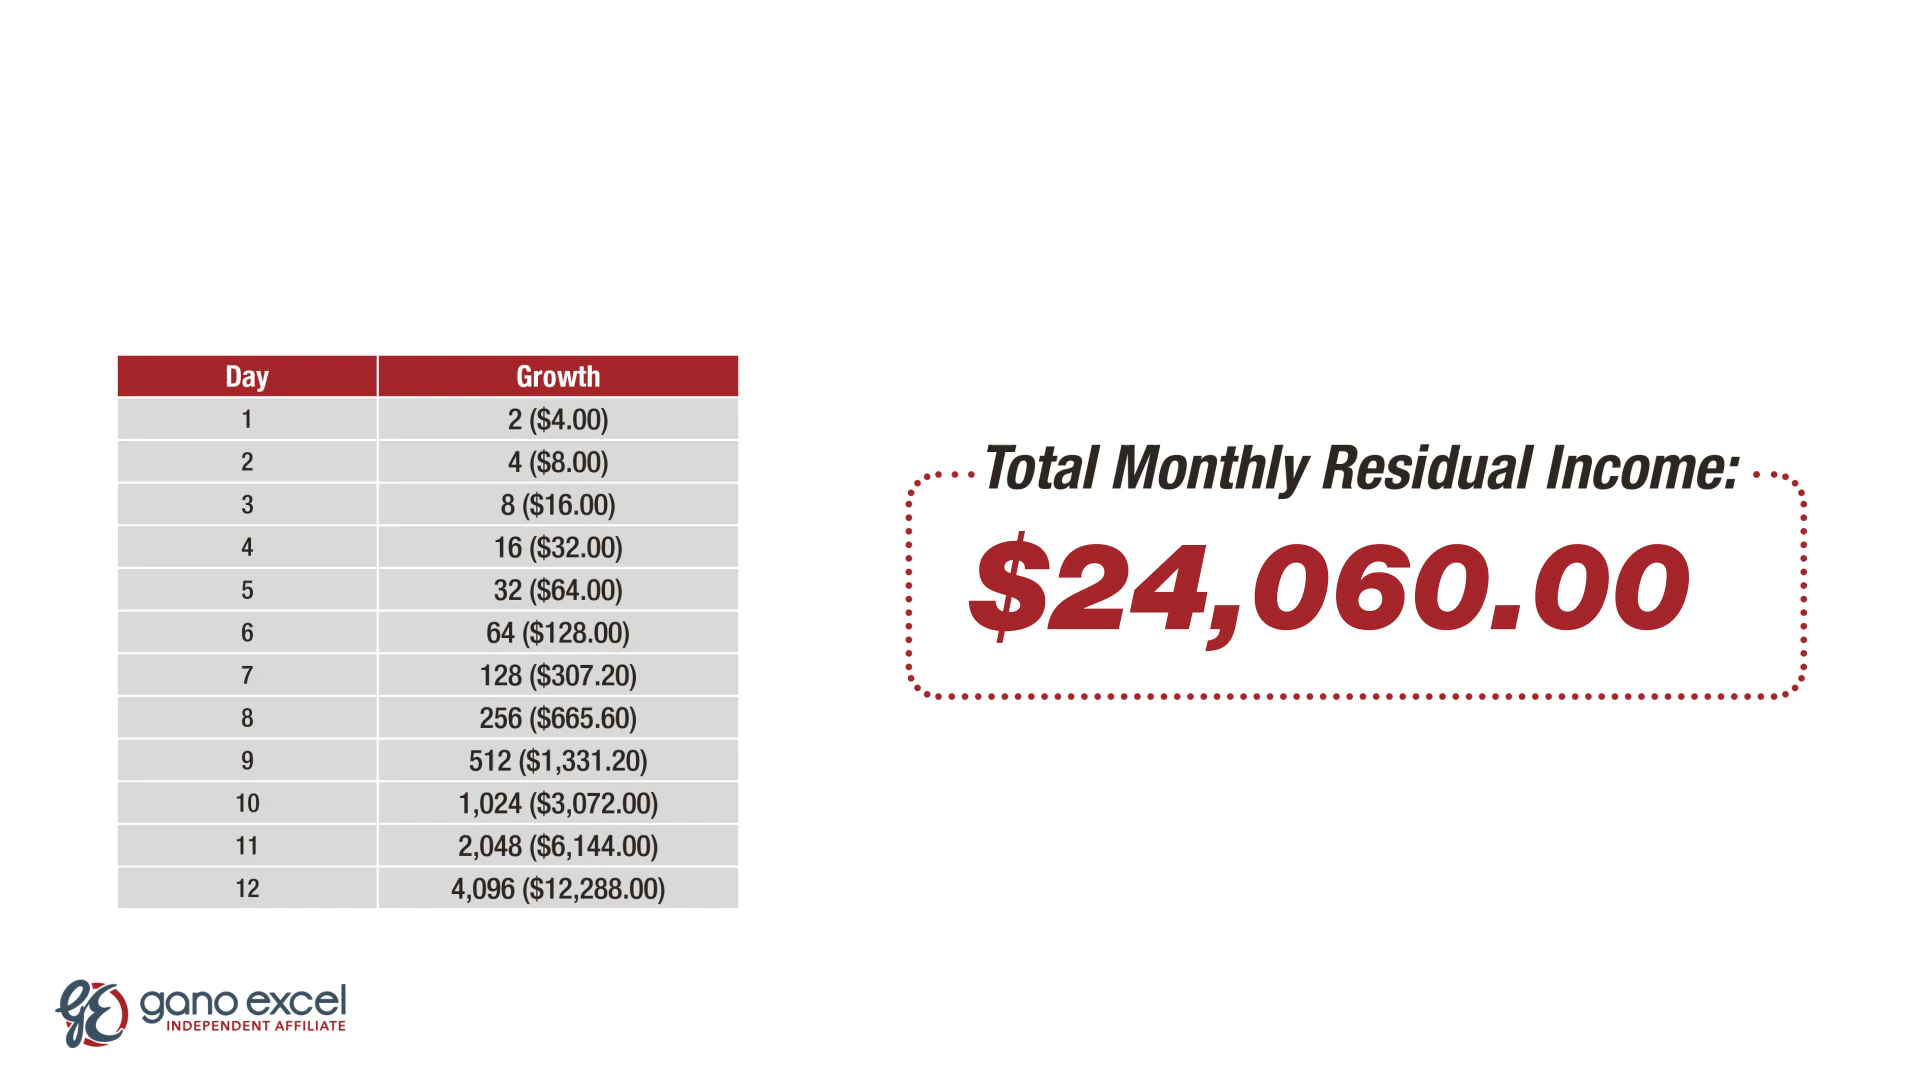 Day Growth
1 2 ($4.00)
2 4 ($8.00)
3 8 ($16.00)
4 16 ($32.00)
5 32 ($64.00)
6 64 ($128.00)
7 128 ($307.20)
8 256 ($665.60)
9 512 ($1,331.20)
10 1,024 ($3,072.00)
11 2,048 ($6,144.00)
12 4,096 ($12,288.00)
Total Monthly Residual Income:
$24,060.00
GE gano excel
INDEPENDENT AFFILIATE